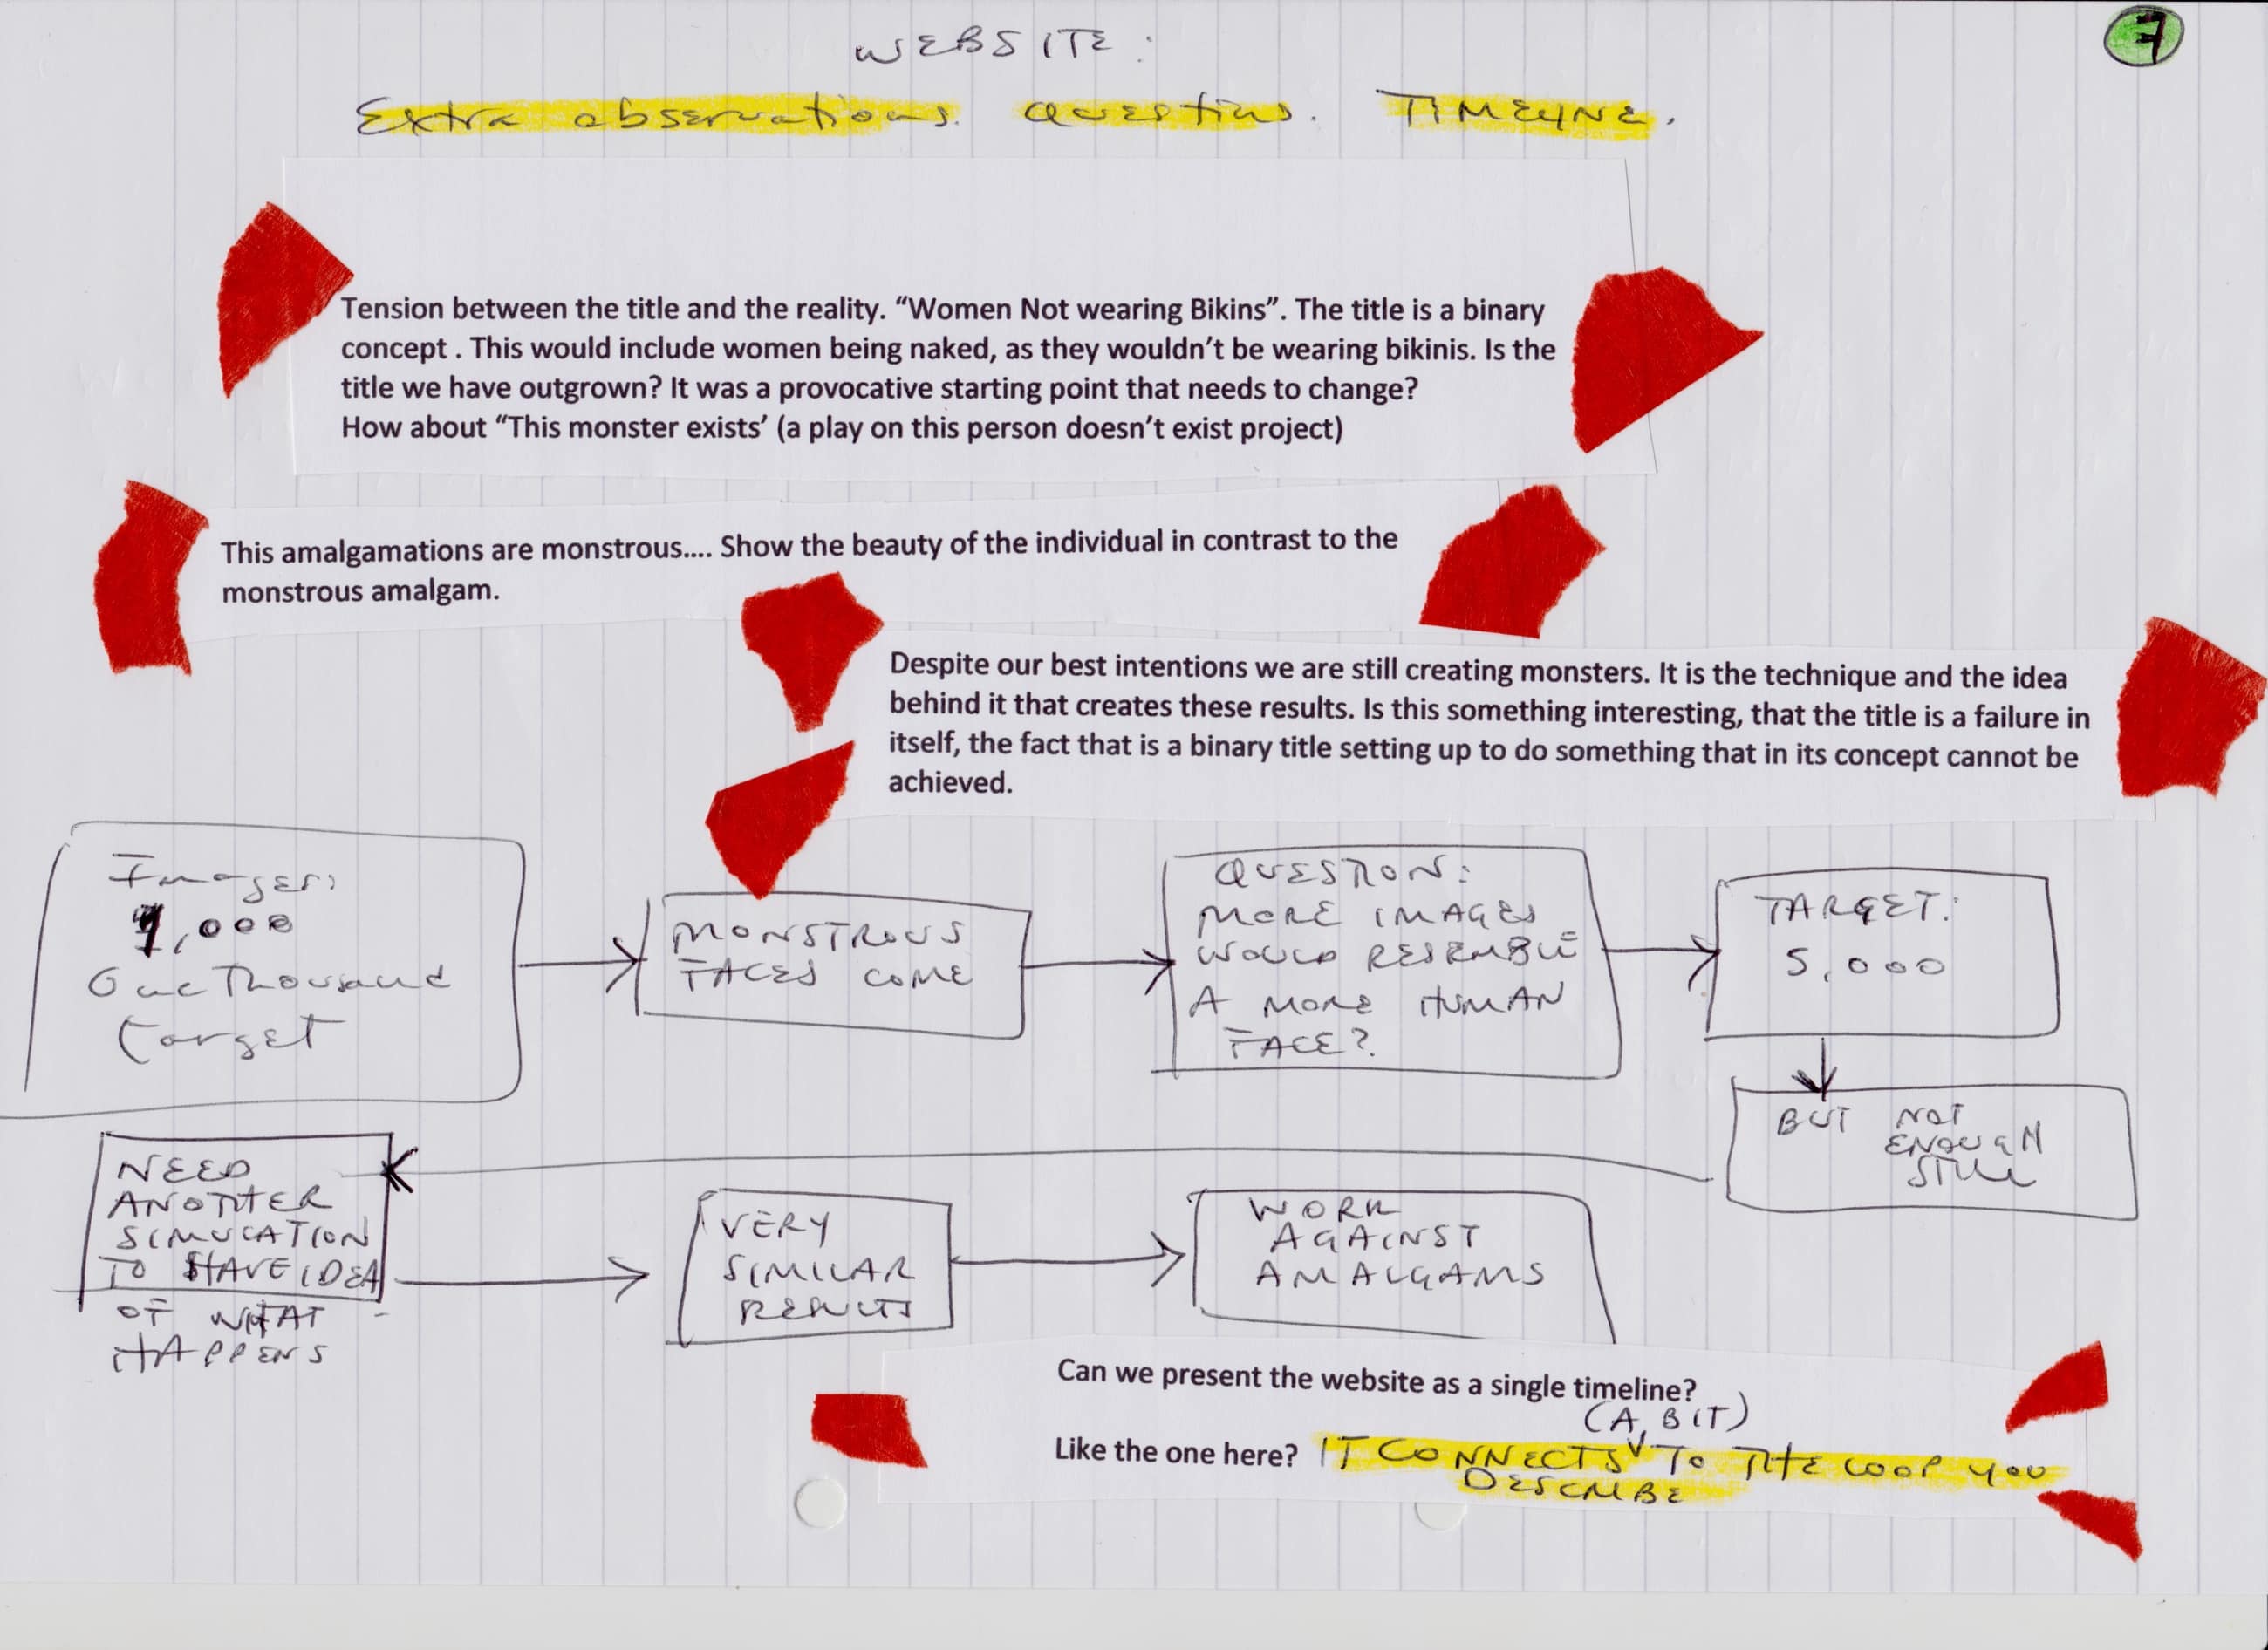 7
WEBSITE:
Extra observations. Questions. TIMELINE.
Tension between the title and the reality. “Women Not wearing Bikins”. The title is a binary
concept . This would include women being naked, as they wouldn’t be wearing bikinis. Is the
title we have outgrown? It was a provocative starting point that needs to change?
How about “This monster exists’ (a play on this person doesn’t exist project)
This amalgamations are monstrous.... Show the beauty of the individual in contrast to the
monstrous amalgam.
Despite our best intentions we are still creating monsters. It is the technique and the idea
behind it that creates these results. Is this something interesting, that the title is a failure in
itself, the fact that is a binary title setting up to do something that in its concept cannot be
achieved.
Images:
1,000
One Thousand
target
MONSTROUS
FACES COME
QUESTION:
MORE IMAGES
WOULD RESEMBLE
A MORE HUMAN
FACE?
TARGET:
5,000
BUT NOT
ENOUGH
STILL
NEED
ANOTHER
SIMULATION
TO HAVE IDEA
OF WHAT
HAPPENS
VERY
SIMILAR
RESULTS
WORK
AGAINST
AMALGAMS
Can we present the website as a single timeline?
(A BIT)
Like the one here? IT CONNECTS TO THE LOOP YOU
DESCRIBE